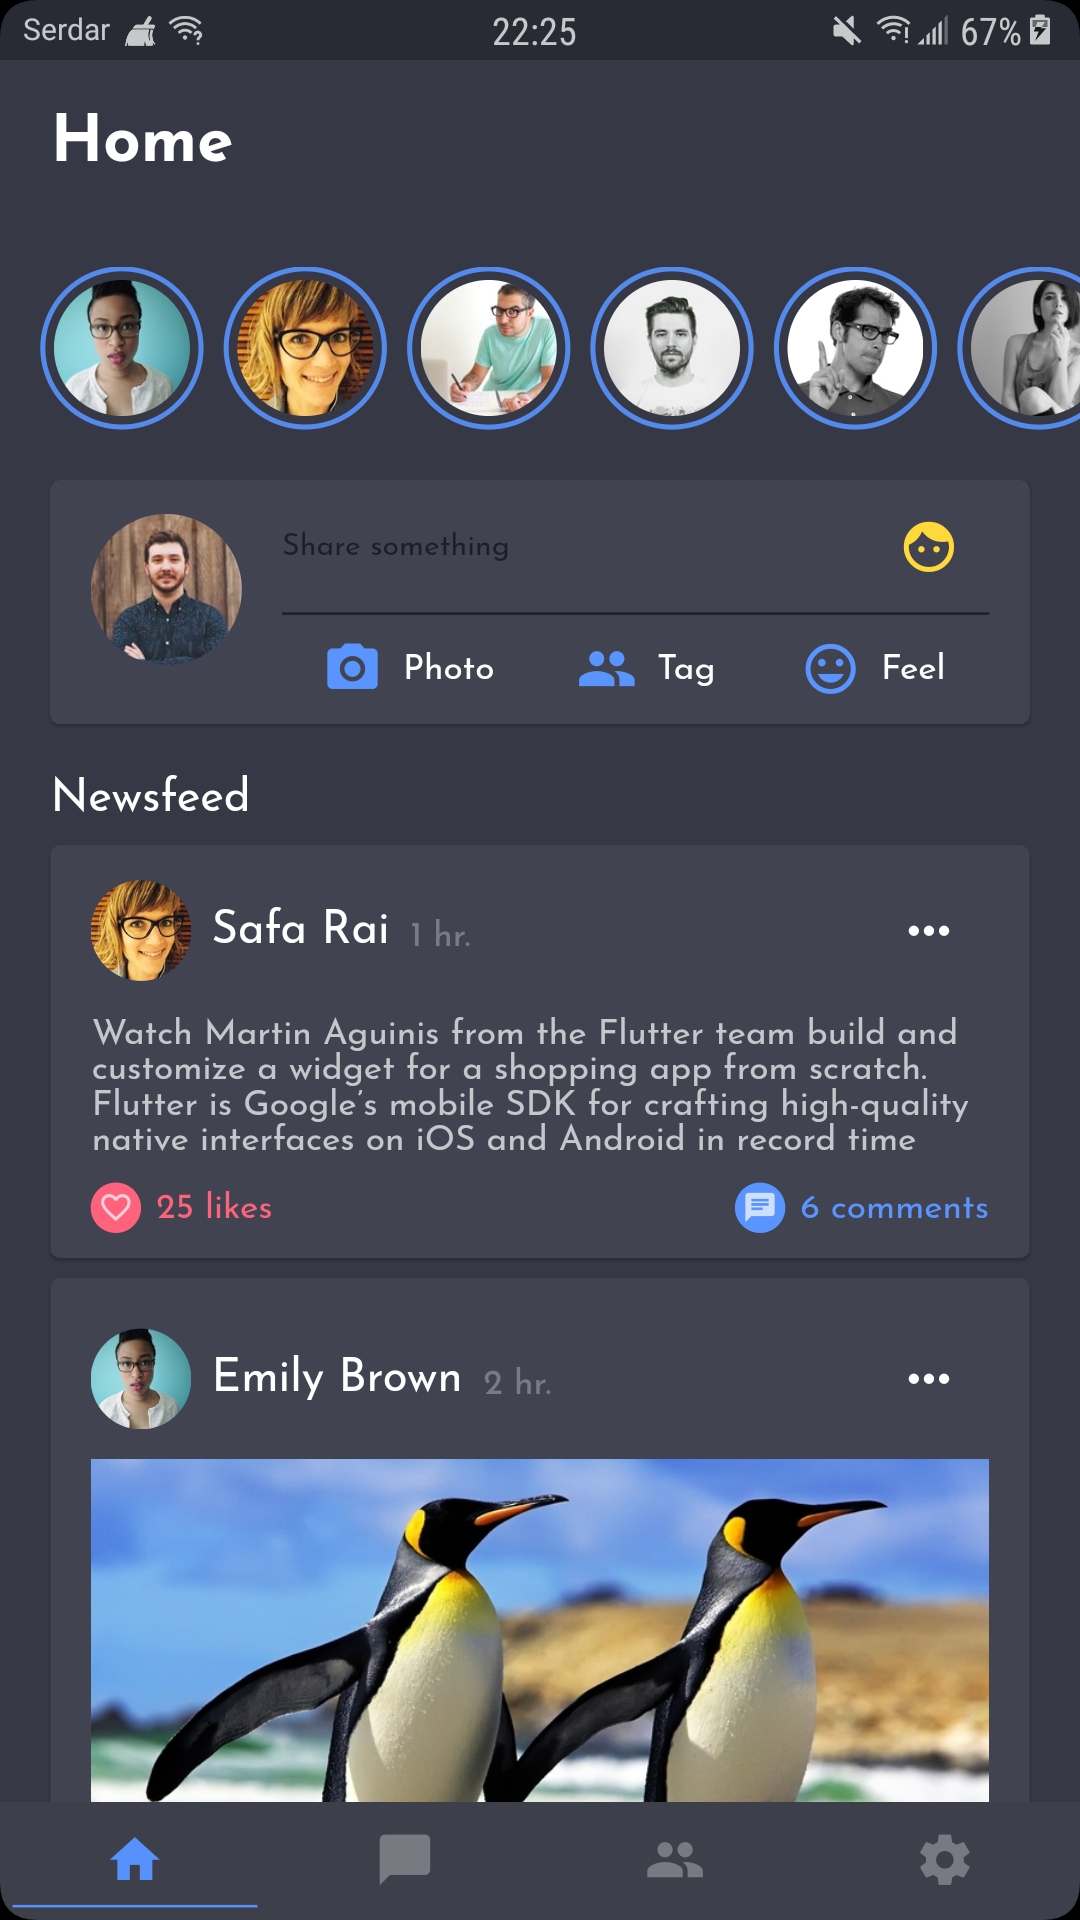 Serdar 22:25 67%
Home
Share something
Photo Tag Feel
Newsfeed
Safa Rai 1 hr.
Watch Martin Aguinis from the Flutter team build and
customize a widget for a shopping app from scratch.
Flutter is Google's mobile SDK for crafting high-quality
native interfaces on iOS and Android in record time
25 likes 6 comments
Emily Brown 2 hr.